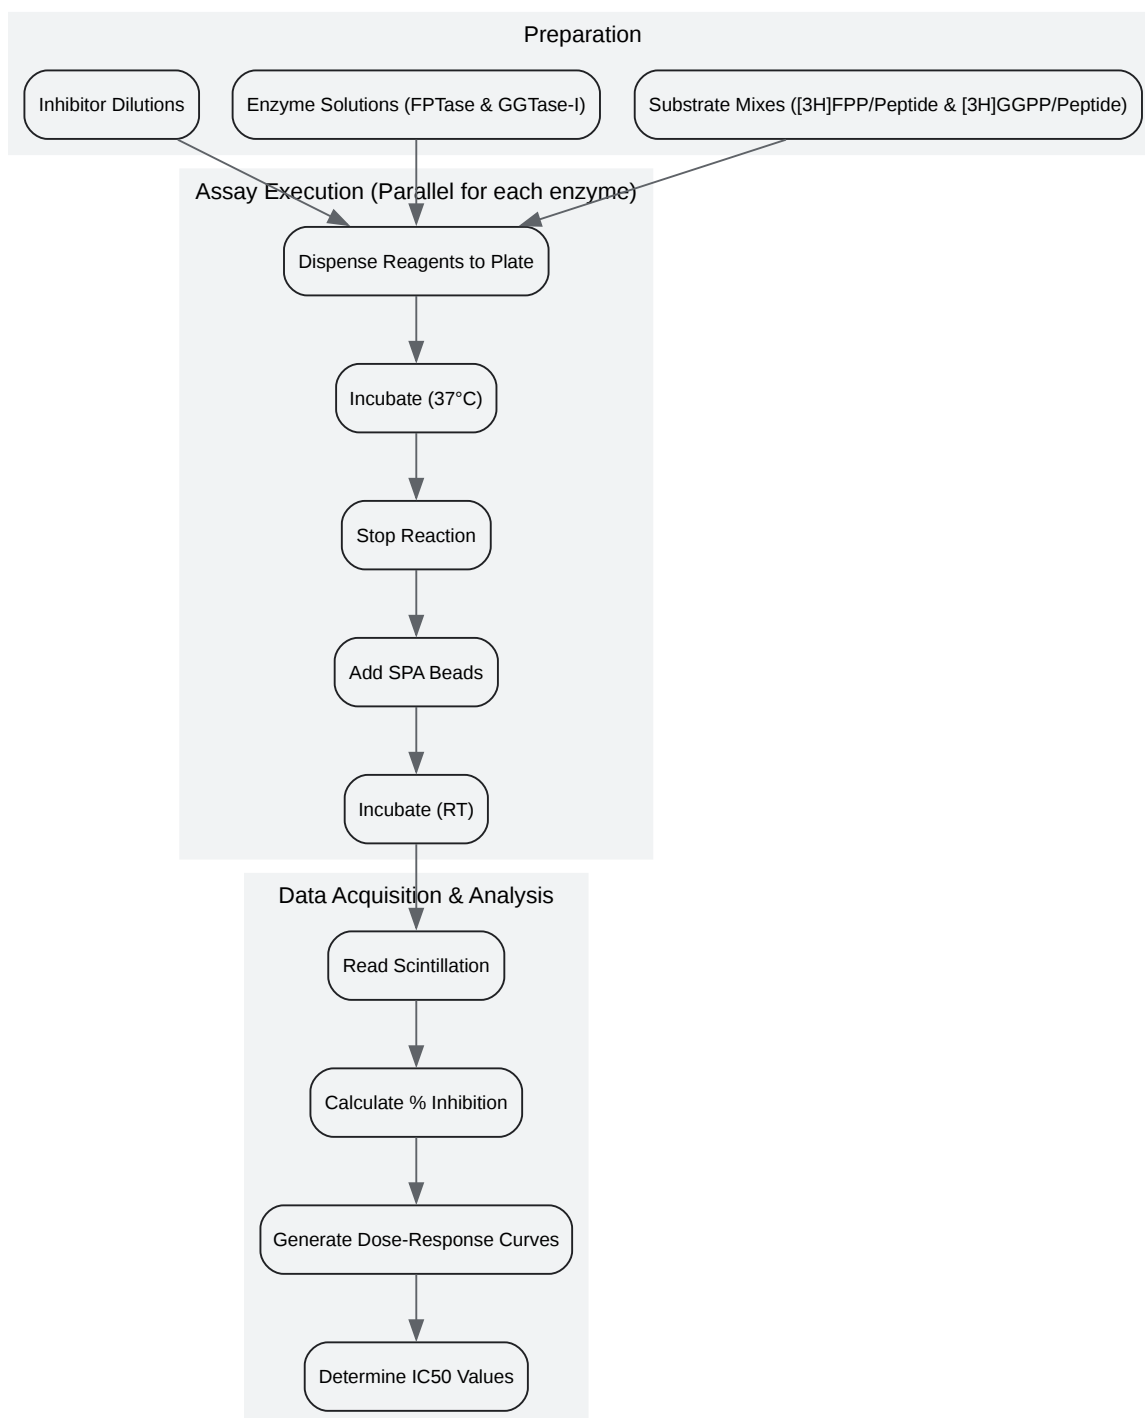 Preparation
Inhibitor Dilutions
Enzyme Solutions (FPTase & GGTase-I)
Substrate Mixes ([3H]FPP/Peptide & [3H]GGPP/Peptide)
Assay Execution (Parallel for each enzyme)
Dispense Reagents to Plate
Incubate (37°C)
Stop Reaction
Add SPA Beads
Incubate (RT)
Data Acquisition & Analysis
Read Scintillation
Calculate % Inhibition
Generate Dose-Response Curves
Determine IC50 Values